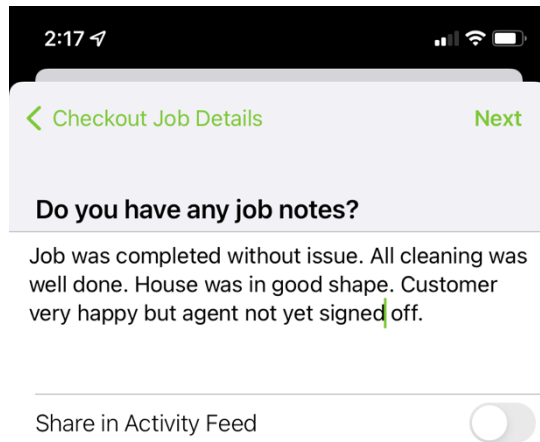 2:17
Checkout Job Details
Next
Do you have any job notes?
Job was completed without issue. All cleaning was
well done. House was in good shape. Customer
very happy but agent not yet signed off.
Share in Activity Feed